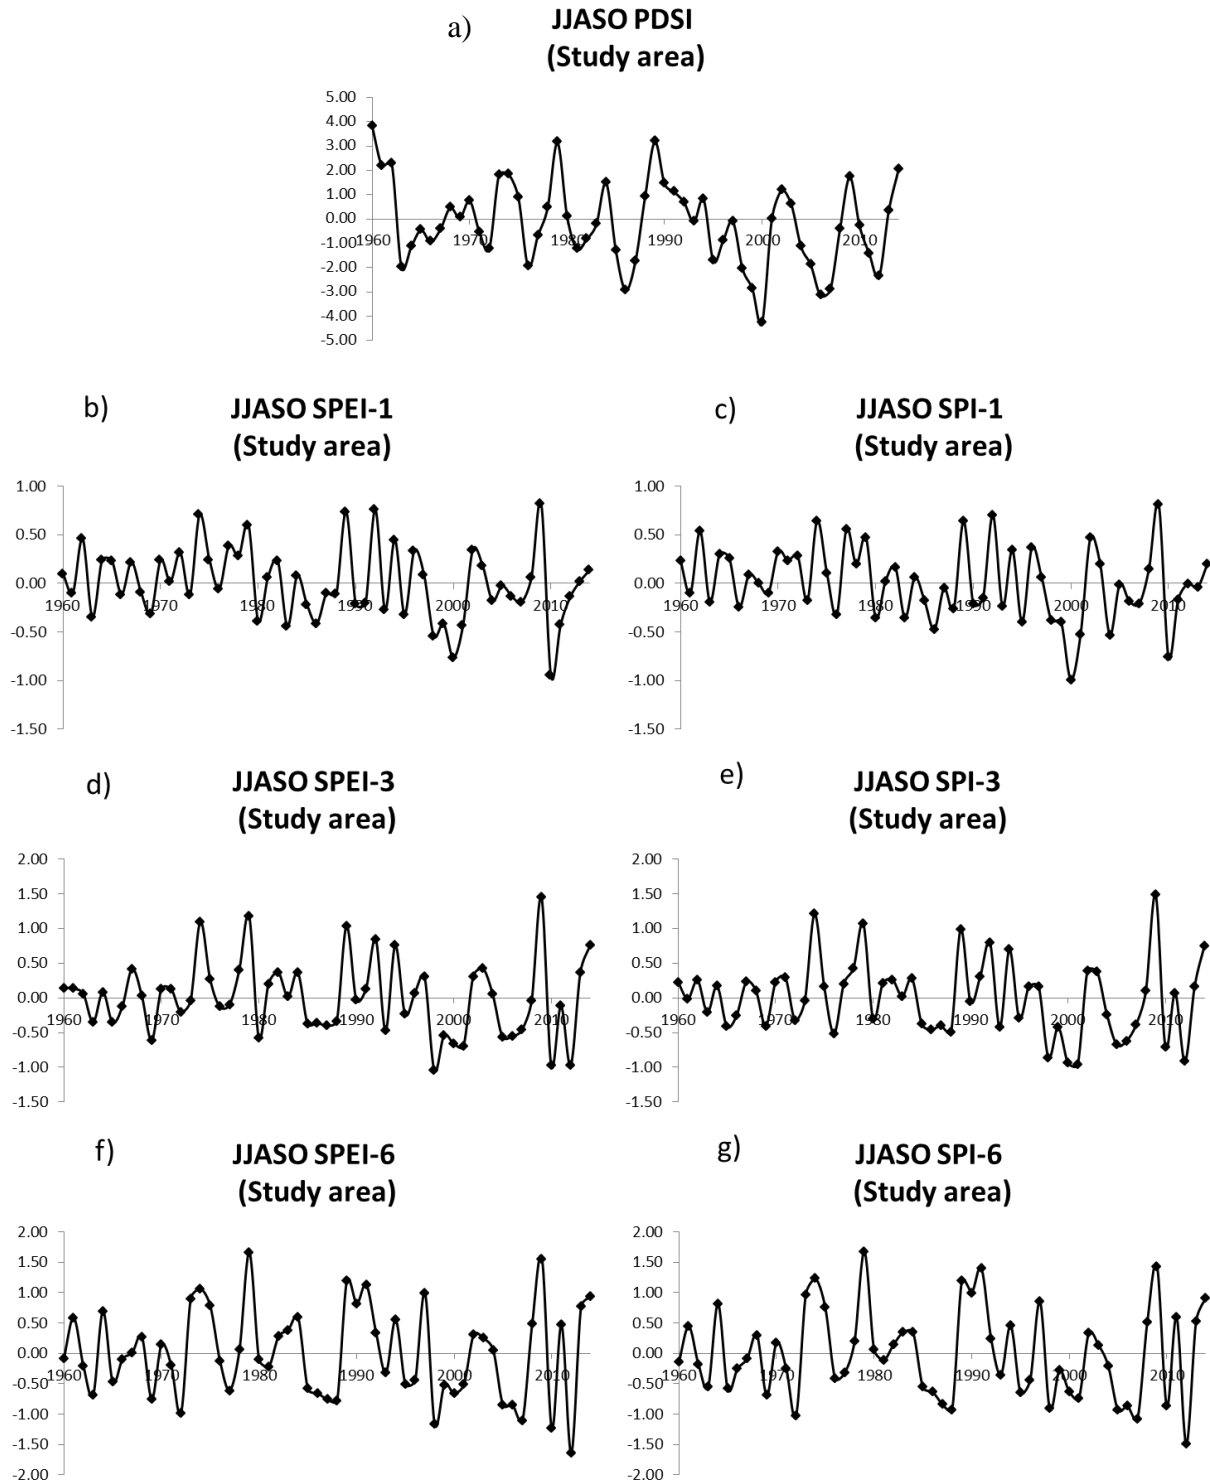 a)
JJASO PDSI
(Study area)
5.00
4.00
3.00
2.00
1.00
0.00
-1.00
-2.00
-3.00
-4.00
-5.00
1960 1970 1980 1990 2000 2010
b)
JJASO SPEI-1
(Study area)
1.00
0.50
0.00
-0.50
-1.00
-1.50
1960 1970 1980 1990 2000 2010
c)
JJASO SPI-1
(Study area)
1.00
0.50
0.00
-0.50
-1.00
-1.50
1960 1970 1980 1990 2000 2010
d)
JJASO SPEI-3
(Study area)
2.00
1.50
1.00
0.50
0.00
-0.50
-1.00
-1.50
1960 1970 1980 1990 2000 2010
e)
JJASO SPI-3
(Study area)
2.00
1.50
1.00
0.50
0.00
-0.50
-1.00
-1.50
1960 1970 1980 1990 2000 2010
f)
JJASO SPEI-6
(Study area)
2.00
1.50
1.00
0.50
0.00
-0.50
-1.00
-1.50
-2.00
1960 1970 1980 1990 2000 2010
g)
JJASO SPI-6
(Study area)
2.00
1.50
1.00
0.50
0.00
-0.50
-1.00
-1.50
-2.00
1960 1970 1980 1990 2000 2010